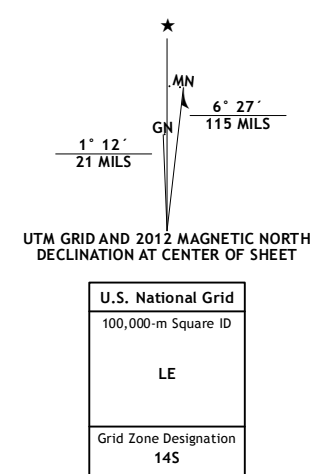 MN
6° 27´
115 MILS
GN
1° 12´
21 MILS
UTM GRID AND 2012 MAGNETIC NORTH
DECLINATION AT CENTER OF SHEET
U.S. National Grid
100,000-m Square ID
LE
Grid Zone Designation
14S